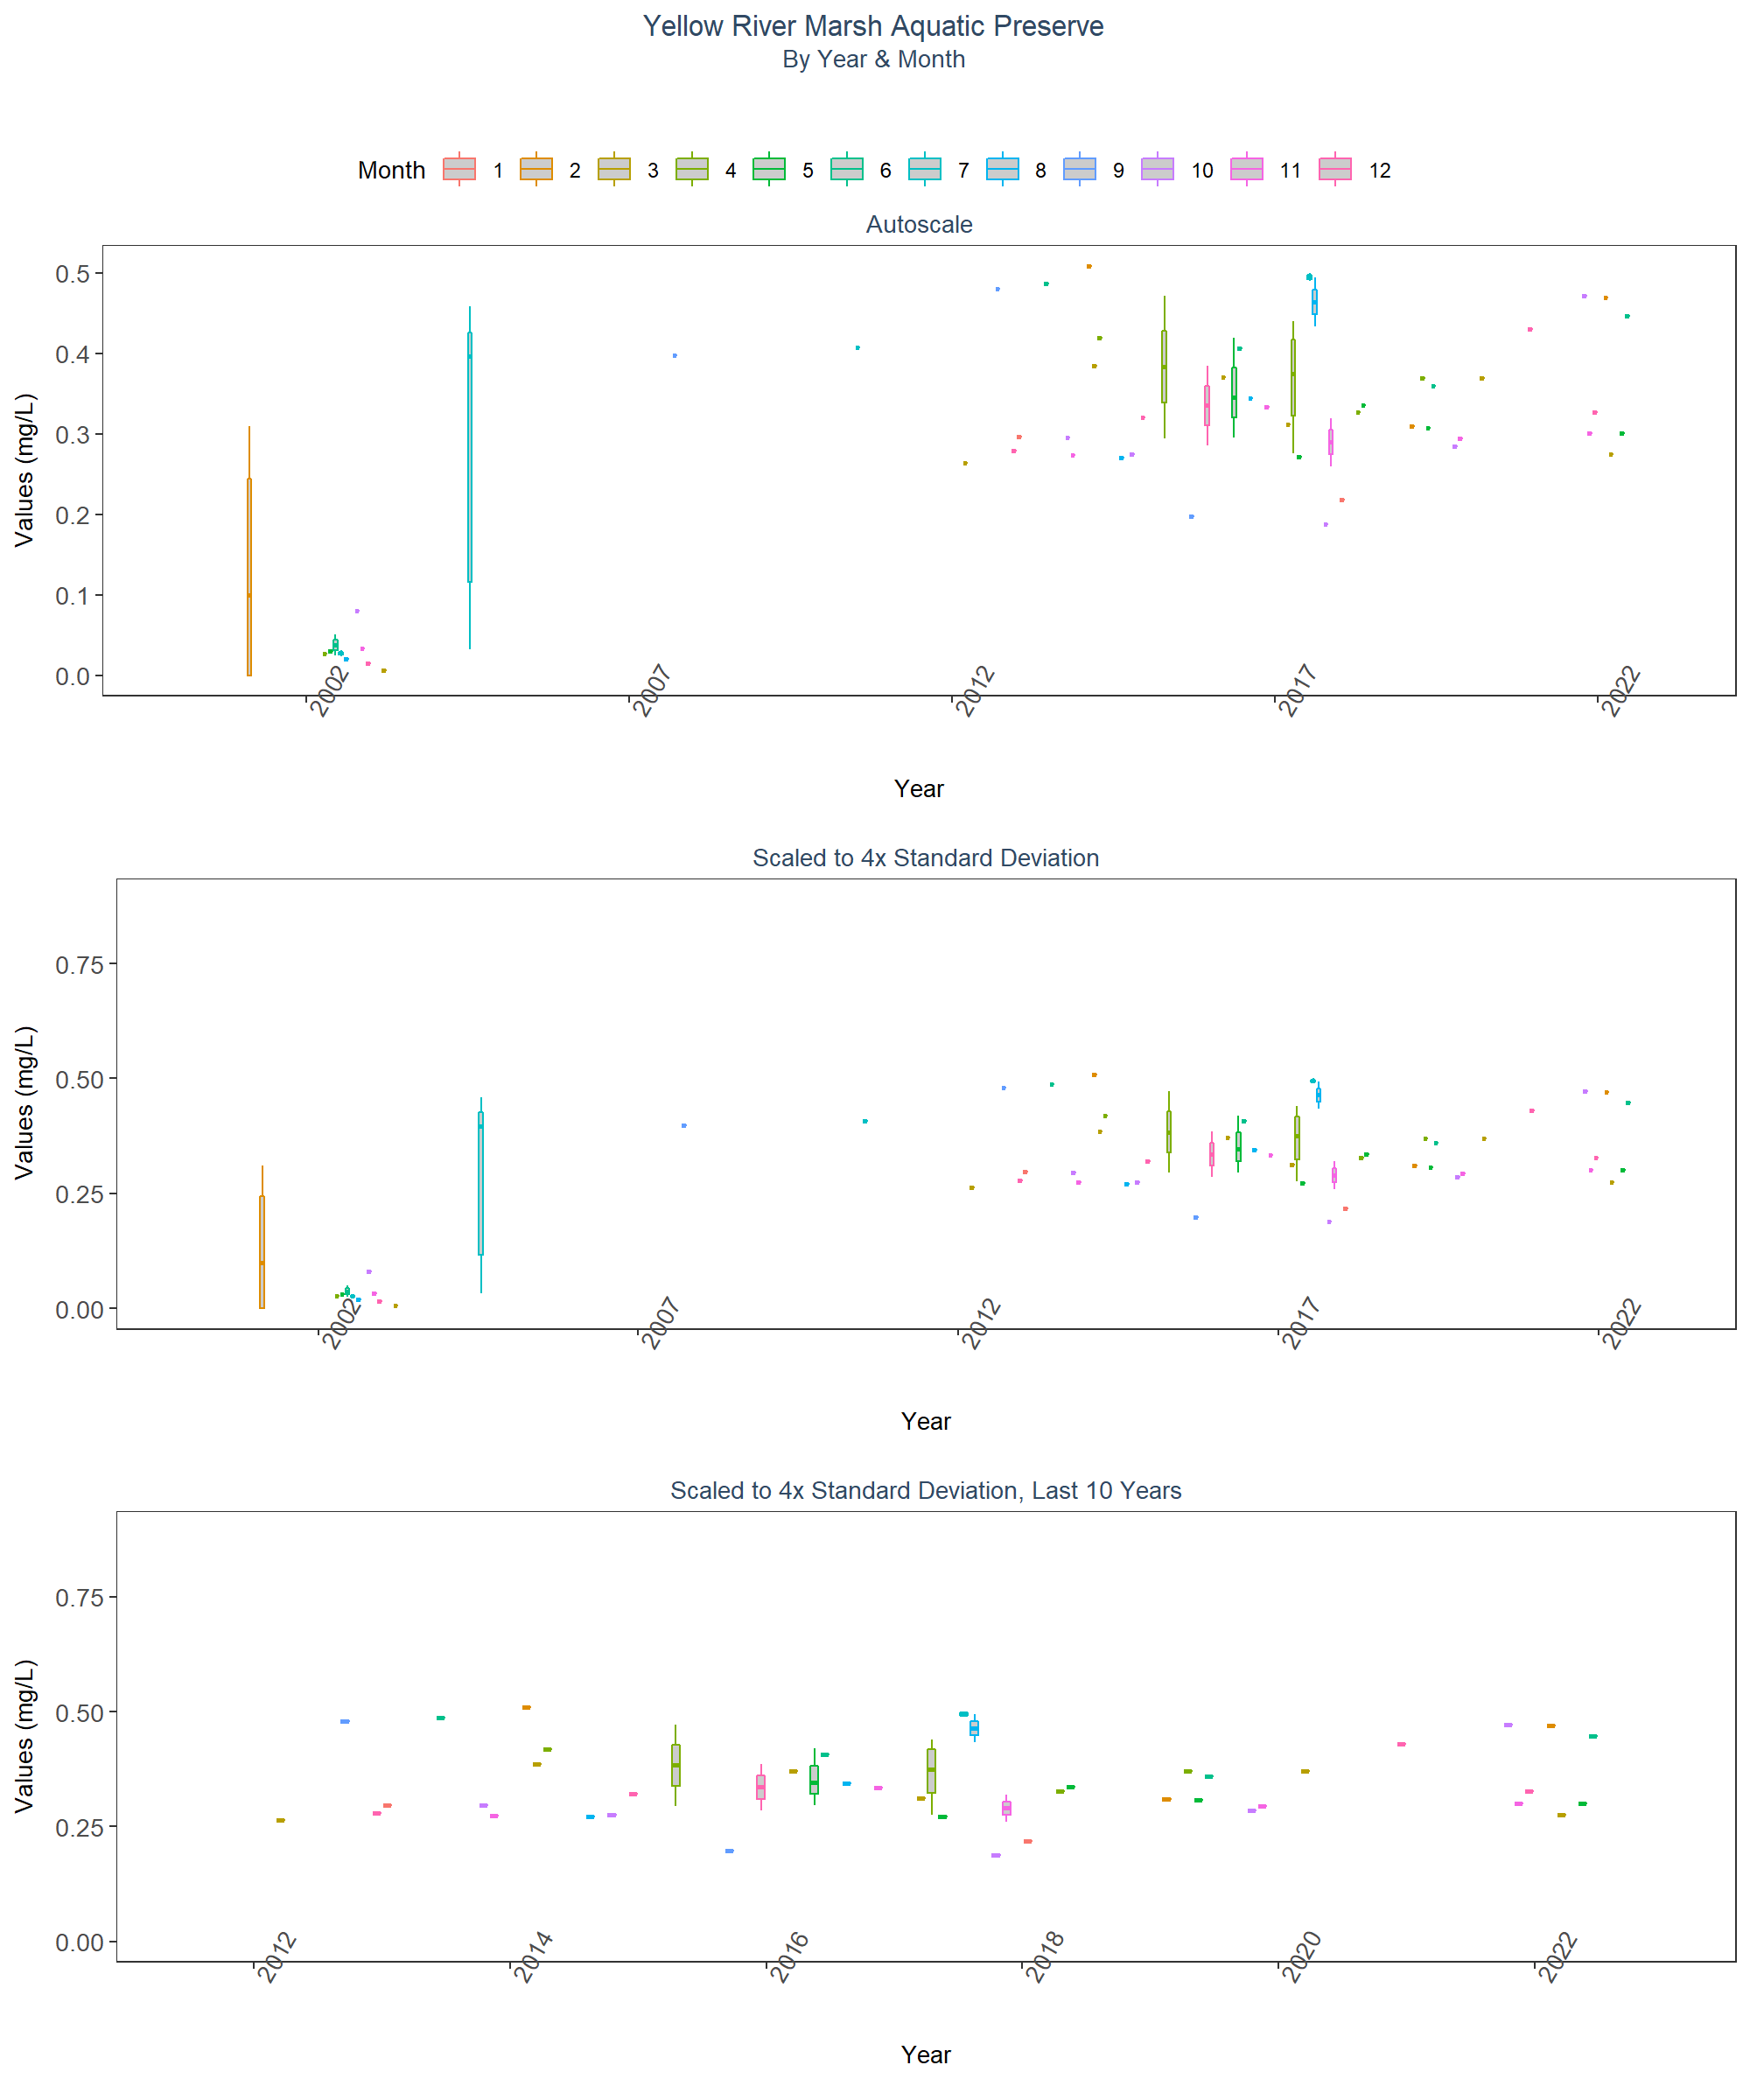 Yellow River Marsh Aquatic Preserve
By Year & Month
Month 1 2 3 4 5 6 7 8 9 10 11 12
Autoscale
Values (mg/L)
0.5
0.4
0.3
0.2
0.1
0.0
2002 2007 2012 2017 2022
Year
Scaled to 4x Standard Deviation
Values (mg/L)
0.75
0.50
0.25
0.00
2002 2007 2012 2017 2022
Year
Scaled to 4x Standard Deviation, Last 10 Years
Values (mg/L)
0.75
0.50
0.25
0.00
2012 2014 2016 2018 2020 2022
Year